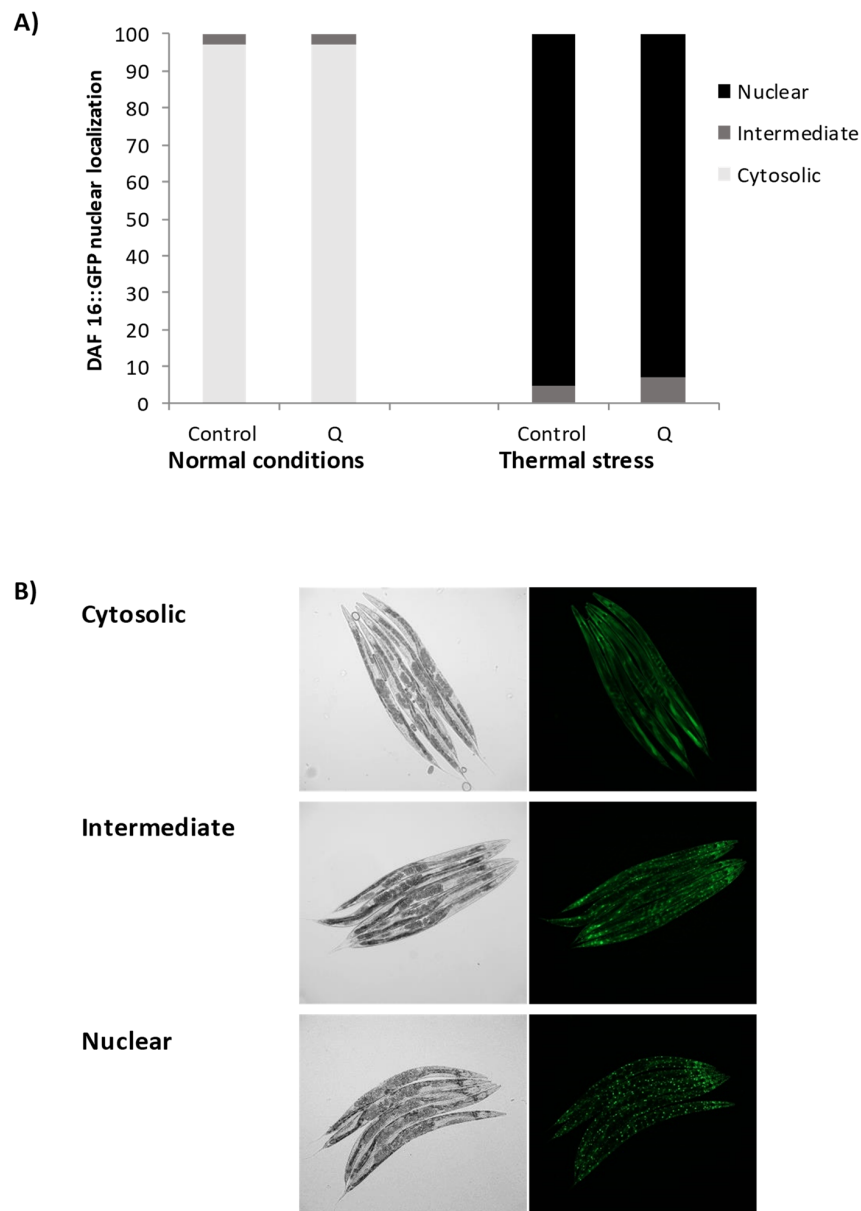 A)
DAF 16::GFP nuclear localization
100
90
80
70
60
50
40
30
20
10
0
Control
Q
Control
Q
Normal conditions
Thermal stress
Nuclear
Intermediate
Cytosolic
B)
Cytosolic
Intermediate
Nuclear